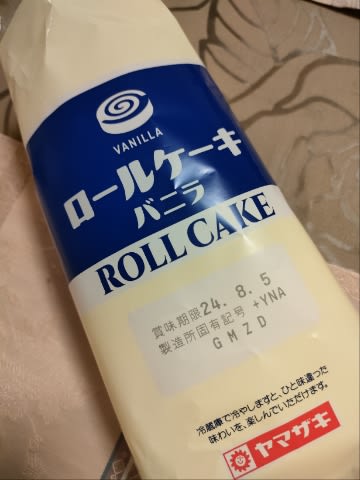 VANILLA
ロールケーキ
バニラ
ROLL CAKE
賞味期限24.8.5
製造所固有記号 +YNA
GMZD
冷蔵庫で冷やしますと、ひと味違った
味わいを、楽しんでいただけます。
ヤマザキ